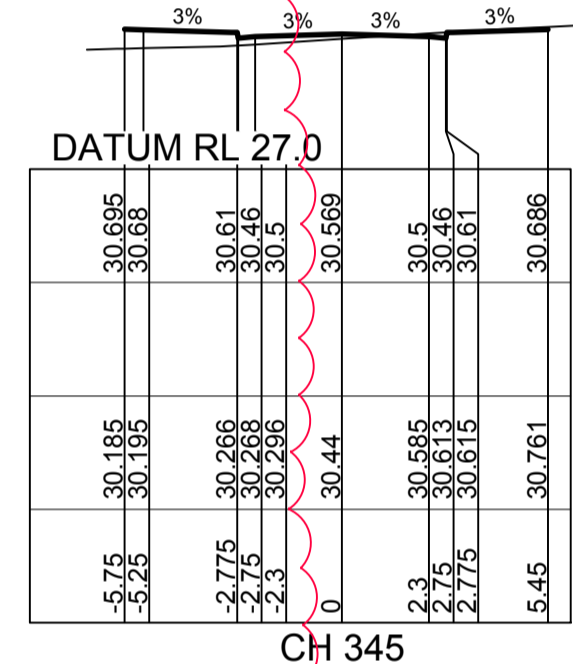 3% 3% 3% 3%
DATUM RL 27.0
30.695 30.68 30.61 30.46 30.5 30.569 30.5 30.46 30.61 30.686
30.185 30.195 30.266 30.268 30.296 30.44 30.585 30.613 30.615 30.761
-5.75 -5.25 -2.775 -2.75 -2.3 0 2.3 2.75 2.775 5.45
CH 345